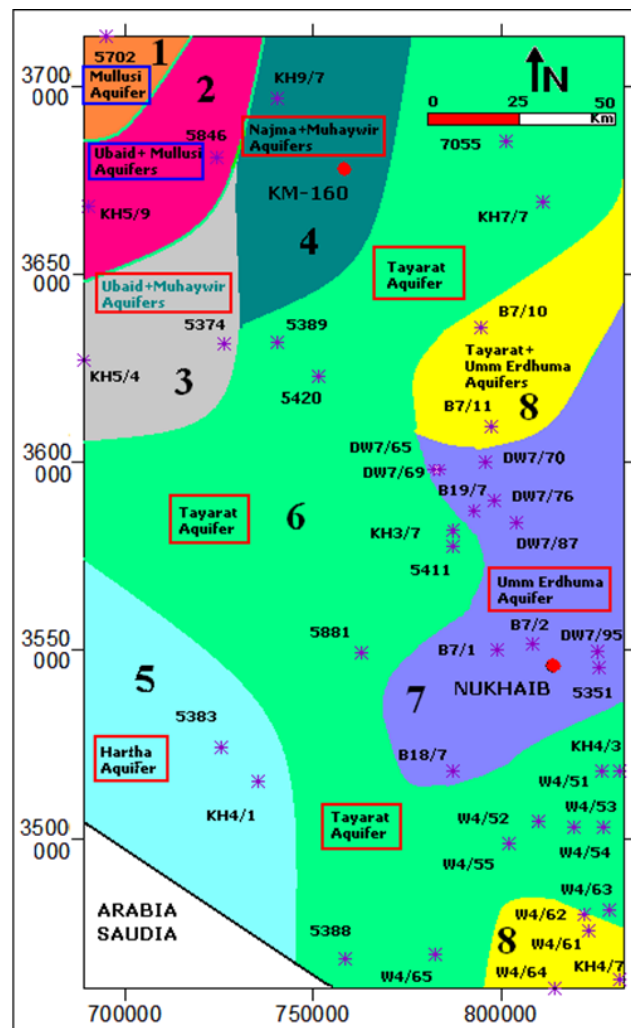 1
5702
3700
000
Mullusi
Aquifer
2
KH9/7
N
0 25 50
Km
5846
Najma+Muhaywir
Aquifers
7055
Ubaid+ Mullusi
Aquifers
KM-160
KH5/9
4
KH7/7
3650
000
Ubaid+Muhaywir
Aquifers
Tayarat
Aquifer
5374
5389
B7/10
KH5/4
3
5420
Tayarat+
Umm Erdhuma
Aquifers
B7/11
8
3600
000
DW7/65
DW7/70
DW7/69
B19/7
DW7/76
Tayarat
Aquifer
6
KH3/7
DW7/87
5411
Umm Erdhuma
Aquifer
3550
000
5881
B7/2
B7/1
DW7/95
5
7
NUKHAIB
5351
5383
Hartha
Aquifer
B18/7
KH4/3
W4/51
KH4/1
Tayarat
Aquifer
W4/53
W4/52
3500
000
W4/55
W4/54
W4/63
ARABIA
SAUDIA
W4/62
5388
8
W4/61
W4/65
W4/64
KH4/7
700000
750000
800000